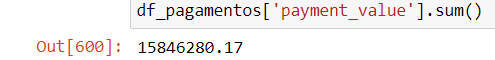 df_pagamentos['payment_value'].sum()
Out[600]: 15846280.17